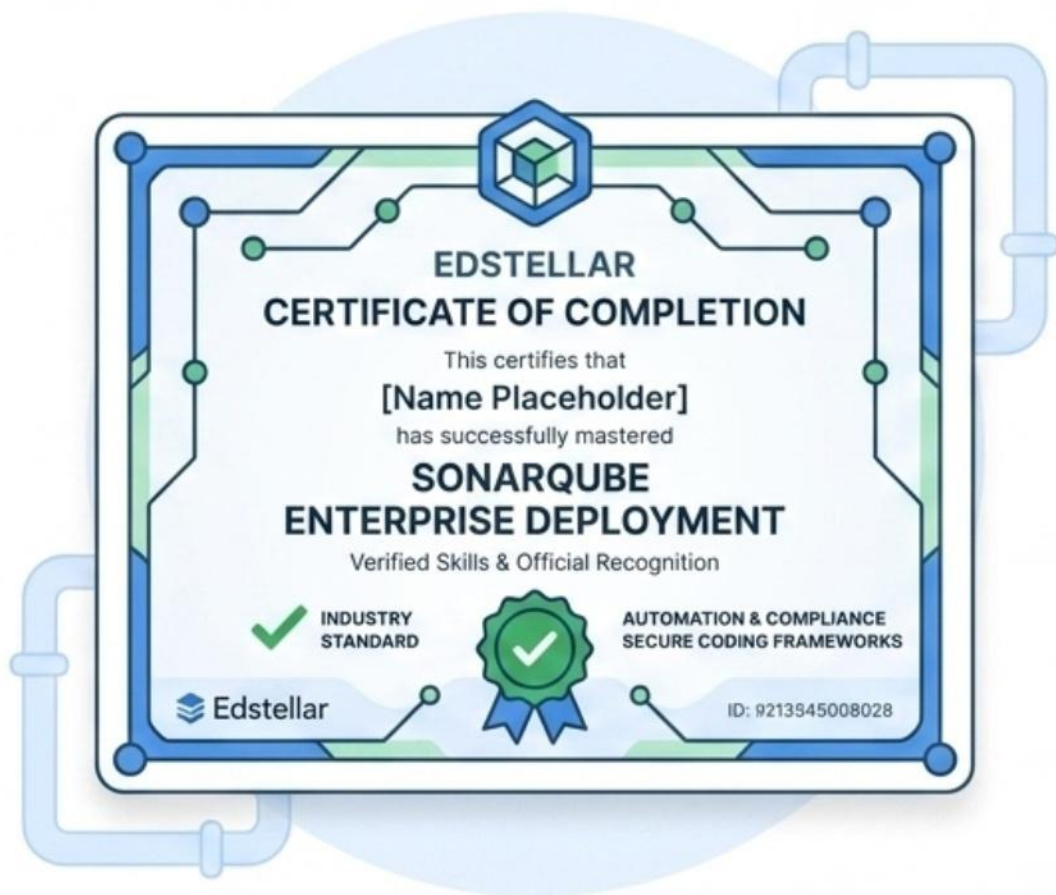 EDSTELLAR
CERTIFICATE OF COMPLETION
This certifies that
[Name Placeholder]
has successfully mastered
SONARQUBE
ENTERPRISE DEPLOYMENT
Verified Skills & Official Recognition
INDUSTRY
STANDARD
AUTOMATION & COMPLIANCE
SECURE CODING FRAMEWORKS
Edstellar
ID: 9213545008028